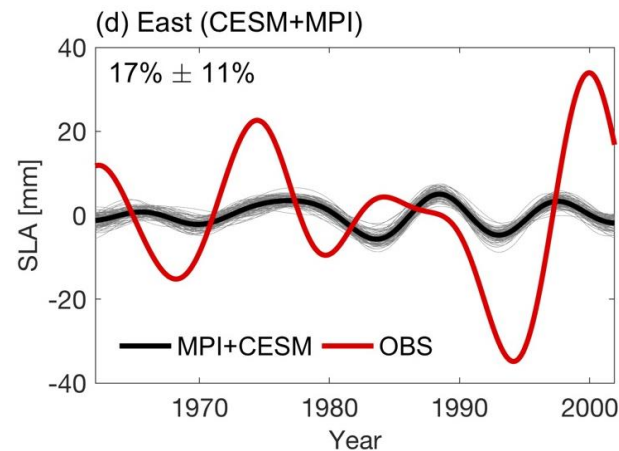 (d) East (CESM+MPI)
17% ± 11%
40
20
0
-20
-40
SLA [mm]
MPI+CESM OBS
1970 1980 1990 2000
Year